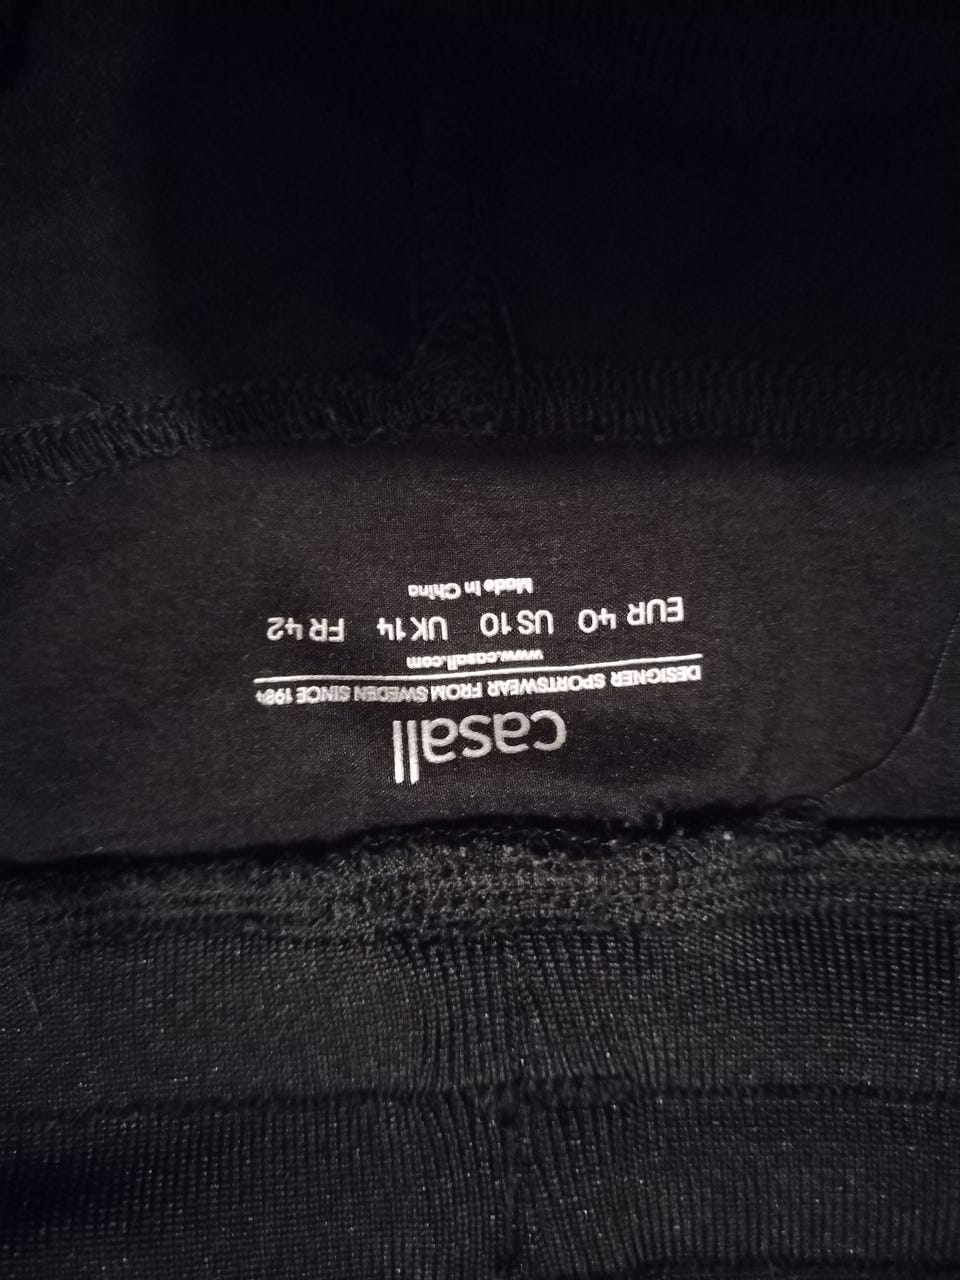 casall
DESIGNER SPORTSWEAR FROM SWEDEN SINCE 1984
www.casall.com
EUR 40 US 10 UK 14 FR 42
Made In China